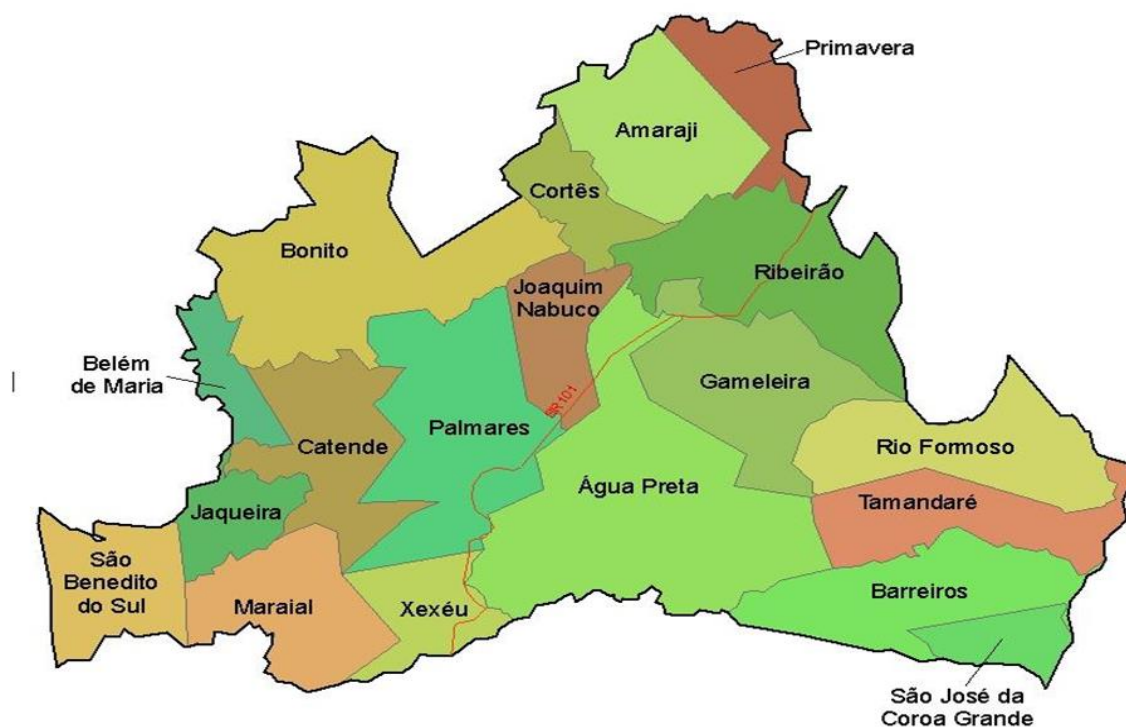 Primavera
Amaraji
Cortês
Bonito
Ribeirão
Joaquim
Nabuco
Belém
de Maria
Gameleira
BR101
Palmares
Catende
Rio Formoso
Água Preta
Tamandaré
Jaqueira
São
Benedito
do Sul
Maraial
Xexéu
Barreiros
São José da
Coroa Grande